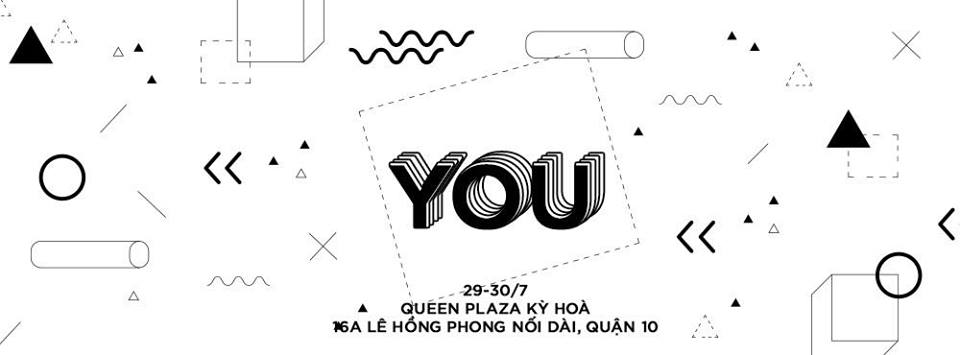 YOU
29-30/7
QUEEN PLAZA KỲ HOÀ
16A LÊ HỒNG PHONG NỐI DÀI, QUẬN 10